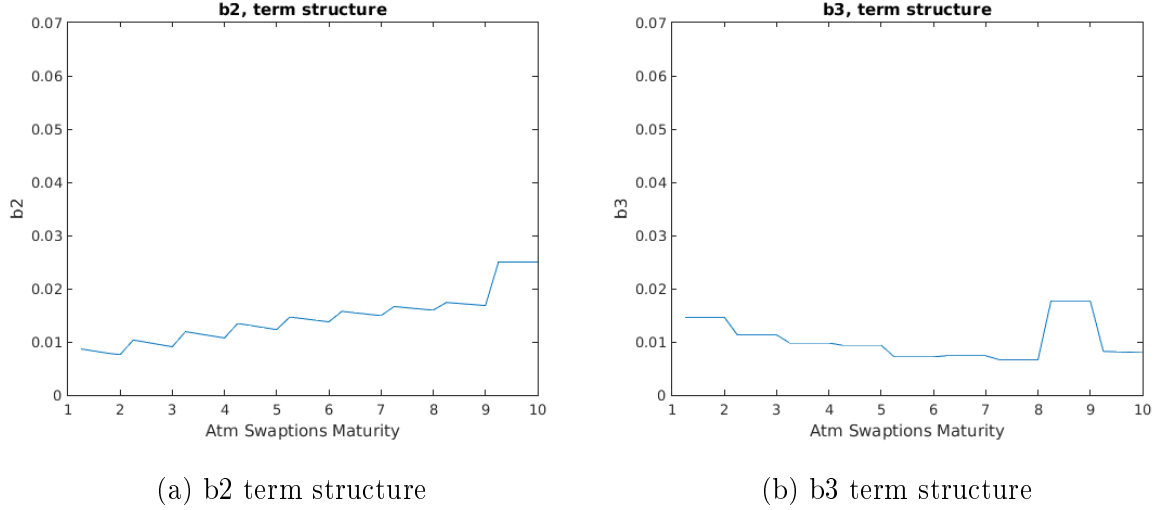 b2, term structure
0.07
0.06
0.05
0.04
0.03
0.02
0.01
0
b2
1 2 3 4 5 6 7 8 9 10
Atm Swaptions Maturity
(a) b2 term structure
b3, term structure
0.07
0.06
0.05
0.04
0.03
0.02
0.01
0
b3
1 2 3 4 5 6 7 8 9 10
Atm Swaptions Maturity
(b) b3 term structure